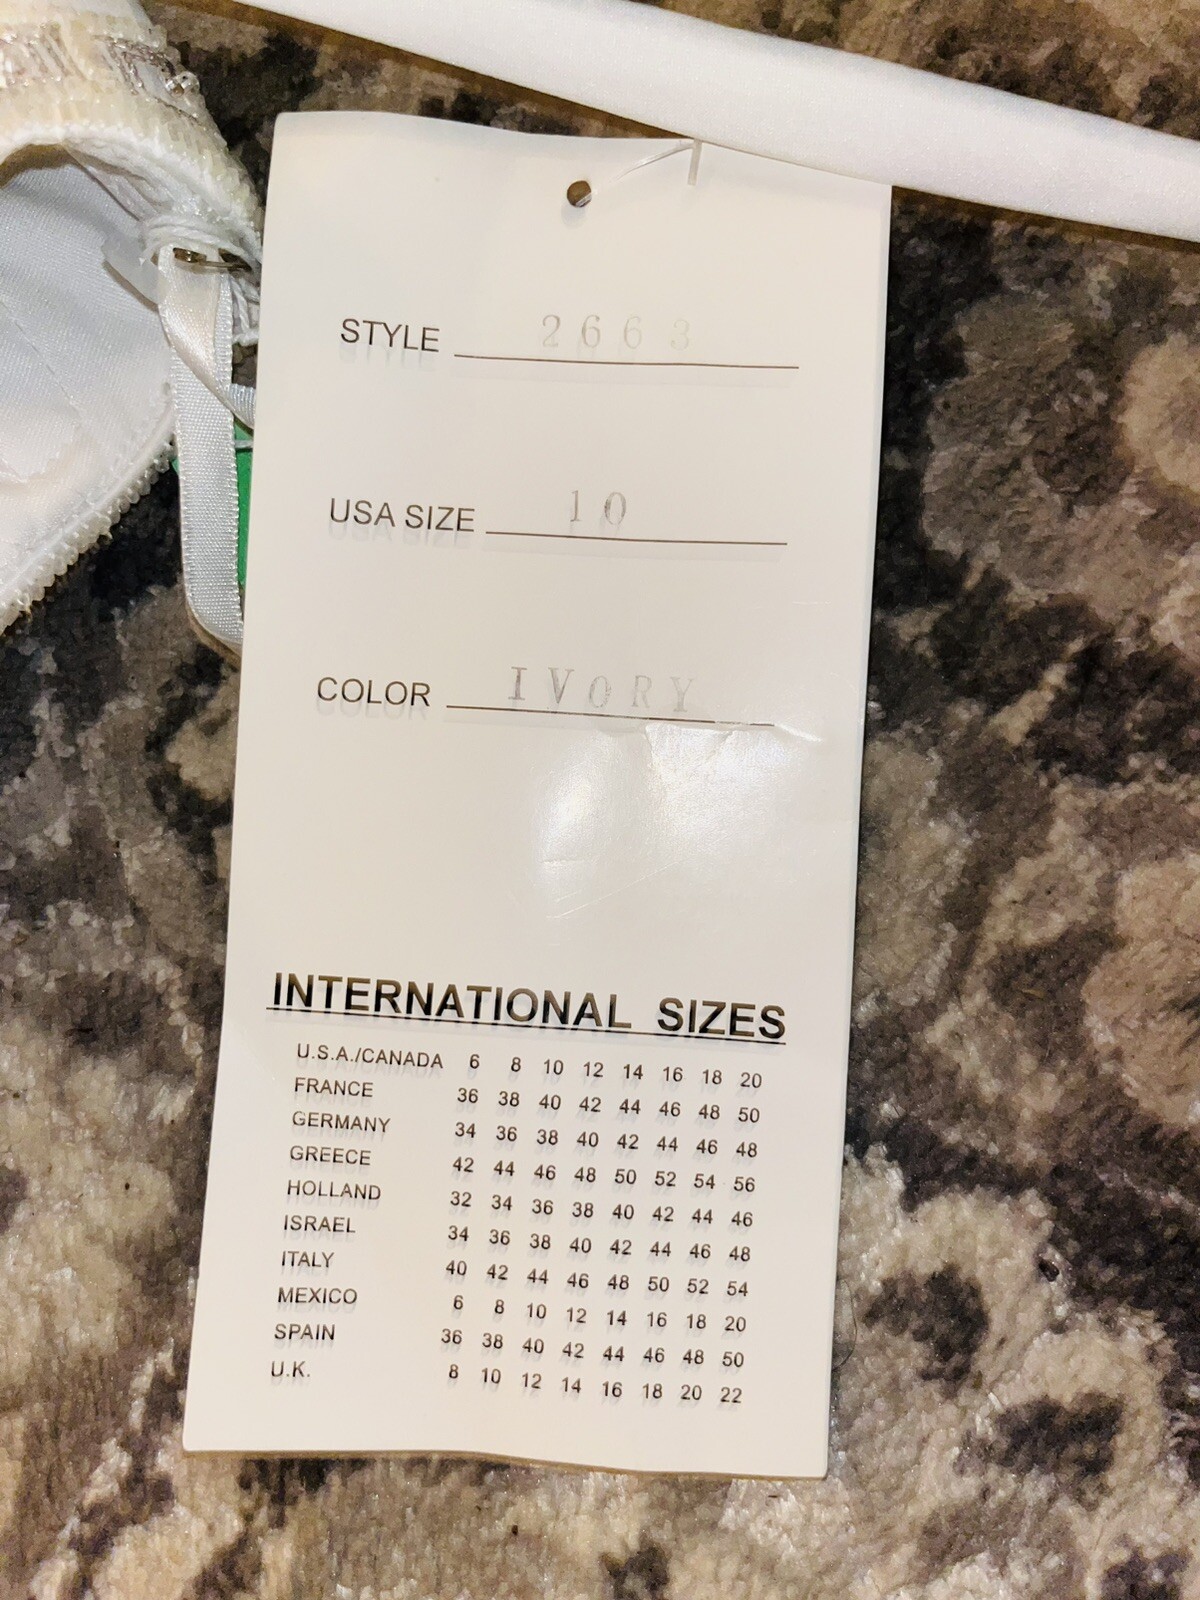 STYLE 2663
USA SIZE 10
COLOR IVORY
INTERNATIONAL SIZES
U.S.A./CANADA 6 8 10 12 14 16 18 20
FRANCE 36 38 40 42 44 46 48 50
GERMANY 34 36 38 40 42 44 46 48
GREECE 42 44 46 48 50 52 54 56
HOLLAND 32 34 36 38 40 42 44 46
ISRAEL 34 36 38 40 42 44 46 48
ITALY 40 42 44 46 48 50 52 54
MEXICO 6 8 10 12 14 16 18 20
SPAIN 36 38 40 42 44 46 48 50
U.K. 8 10 12 14 16 18 20 22